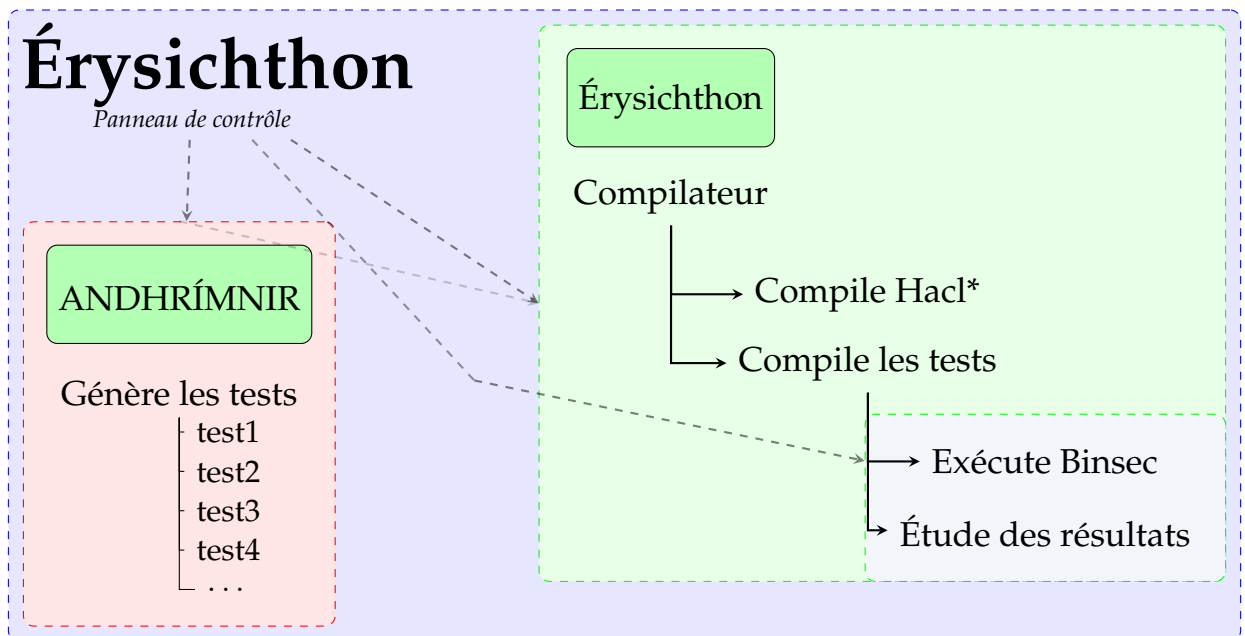 Érysichthon
Panneau de contrôle
ANDHRÍMNIR
Génère les tests
test1
test2
test3
test4
. . .
Érysichthon
Compilateur
Compile Hacl*
Compile les tests
Exécute Binsec
Étude des résultats